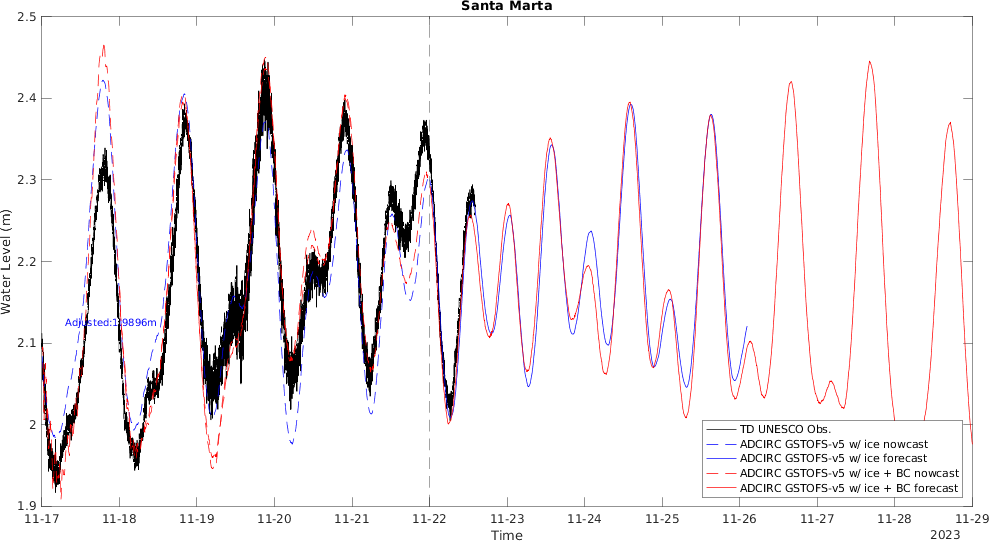 Santa Marta
2.5
2.4
2.3
2.2
2.1
2
1.9
Water Level (m)
Adjusted:1.9896m
TD UNESCO Obs.
ADCIRC GSTOFS-v5 w/ ice nowcast
ADCIRC GSTOFS-v5 w/ ice forecast
ADCIRC GSTOFS-v5 w/ ice + BC nowcast
ADCIRC GSTOFS-v5 w/ ice + BC forecast
11-17 11-18 11-19 11-20 11-21 11-22 11-23 11-24 11-25 11-26 11-27 11-28 11-29
Time
2023